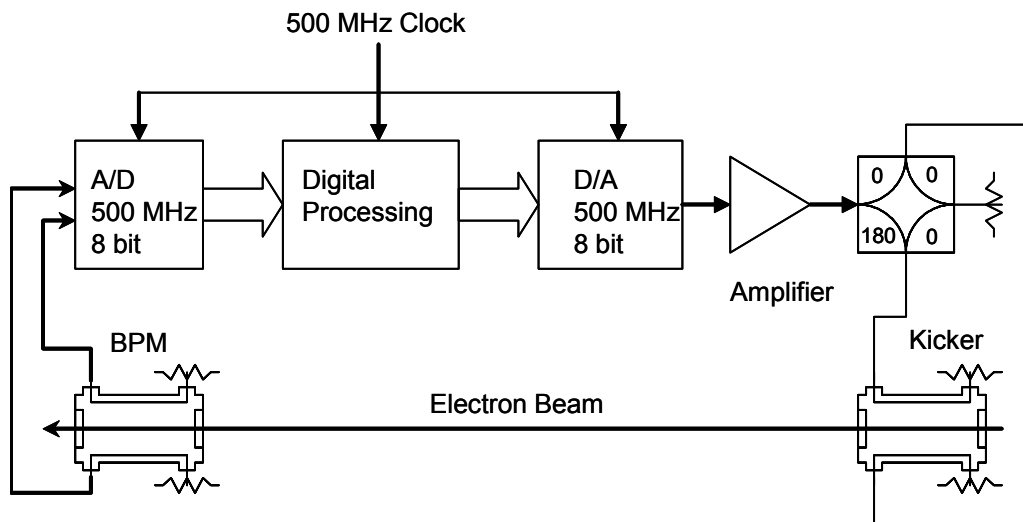 500 MHz Clock
A/D
500 MHz
8 bit
Digital
Processing
D/A
500 MHz
8 bit
0 0
180 0
Amplifier
BPM
Kicker
Electron Beam